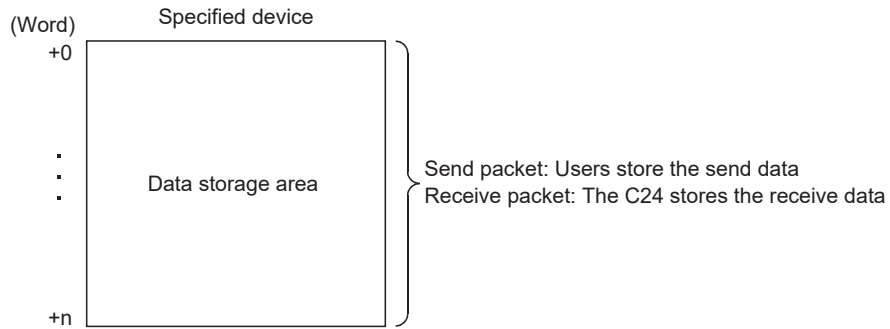 Specified device
(Word)
+0
Data storage area
Send packet: Users store the send data
Receive packet: The C24 stores the receive data
+n